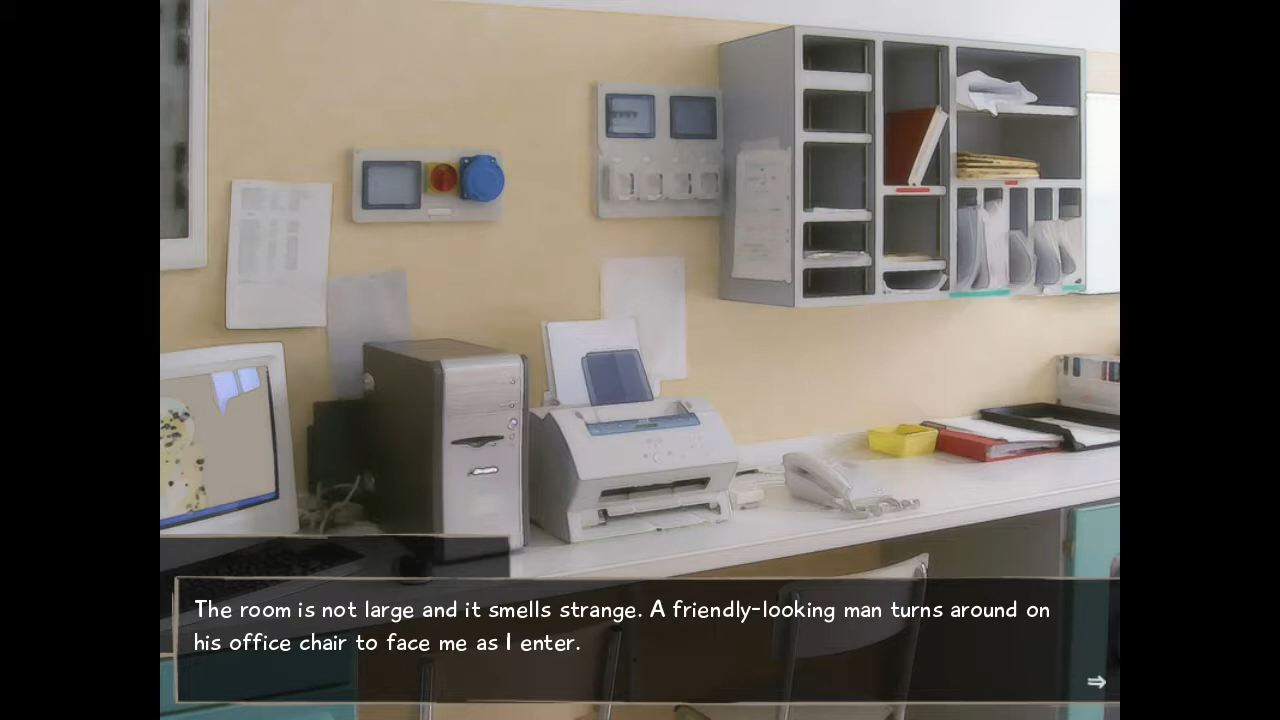 The room is not large and it smells strange. A friendly-looking man turns around on
his office chair to face me as I enter.